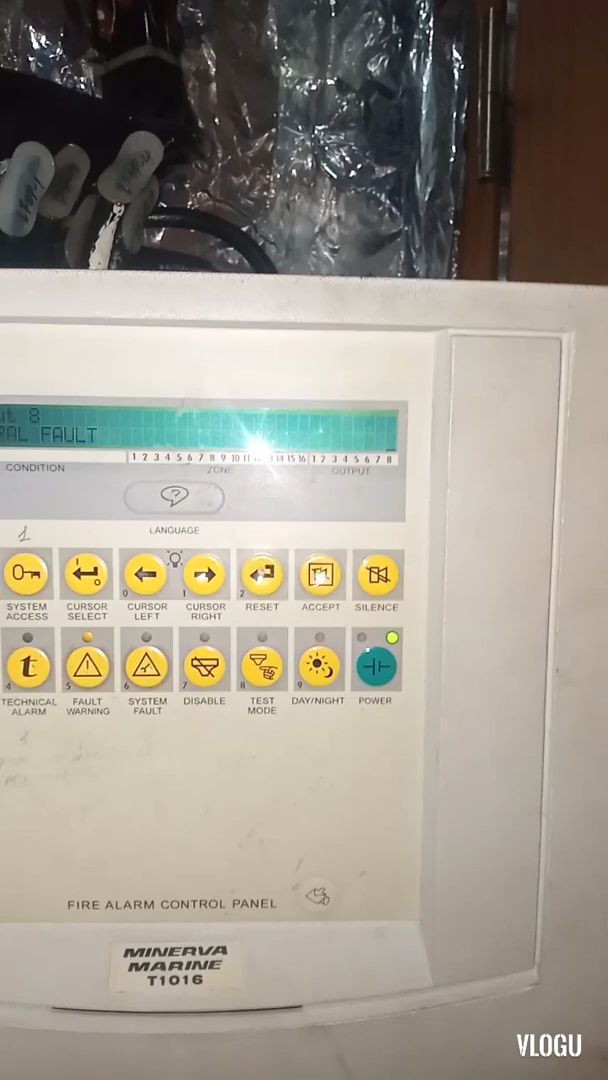 ut 8
RAL FAULT
1 2 3 4 5 6 7 8 9 10 11 14 15 16 1 2 3 4 5 6 7 8
CONDITION ZONE OUTPUT
1
LANGUAGE
0 1 2
SYSTEM ACCESS
CURSOR SELECT
CURSOR LEFT
CURSOR RIGHT
RESET
ACCEPT
SILENCE
t
4 5 6 7 8 9
TECHNICAL ALARM
FAULT WARNING
SYSTEM FAULT
DISABLE
TEST MODE
DAY/NIGHT
POWER
FIRE ALARM CONTROL PANEL
MINERVA
MARINE
T1016
VLOGU